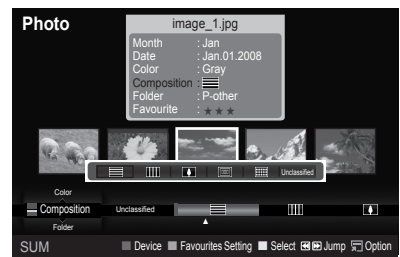 Photo
image_1.jpg
Month : Jan
Date : Jan.01.2008
Color : Gray
Composition :
Folder : P-other
Favourite : ★★★
Unclassified
Color
Composition Unclassified
Folder
SUM Device Favourites Setting Select Jump Option